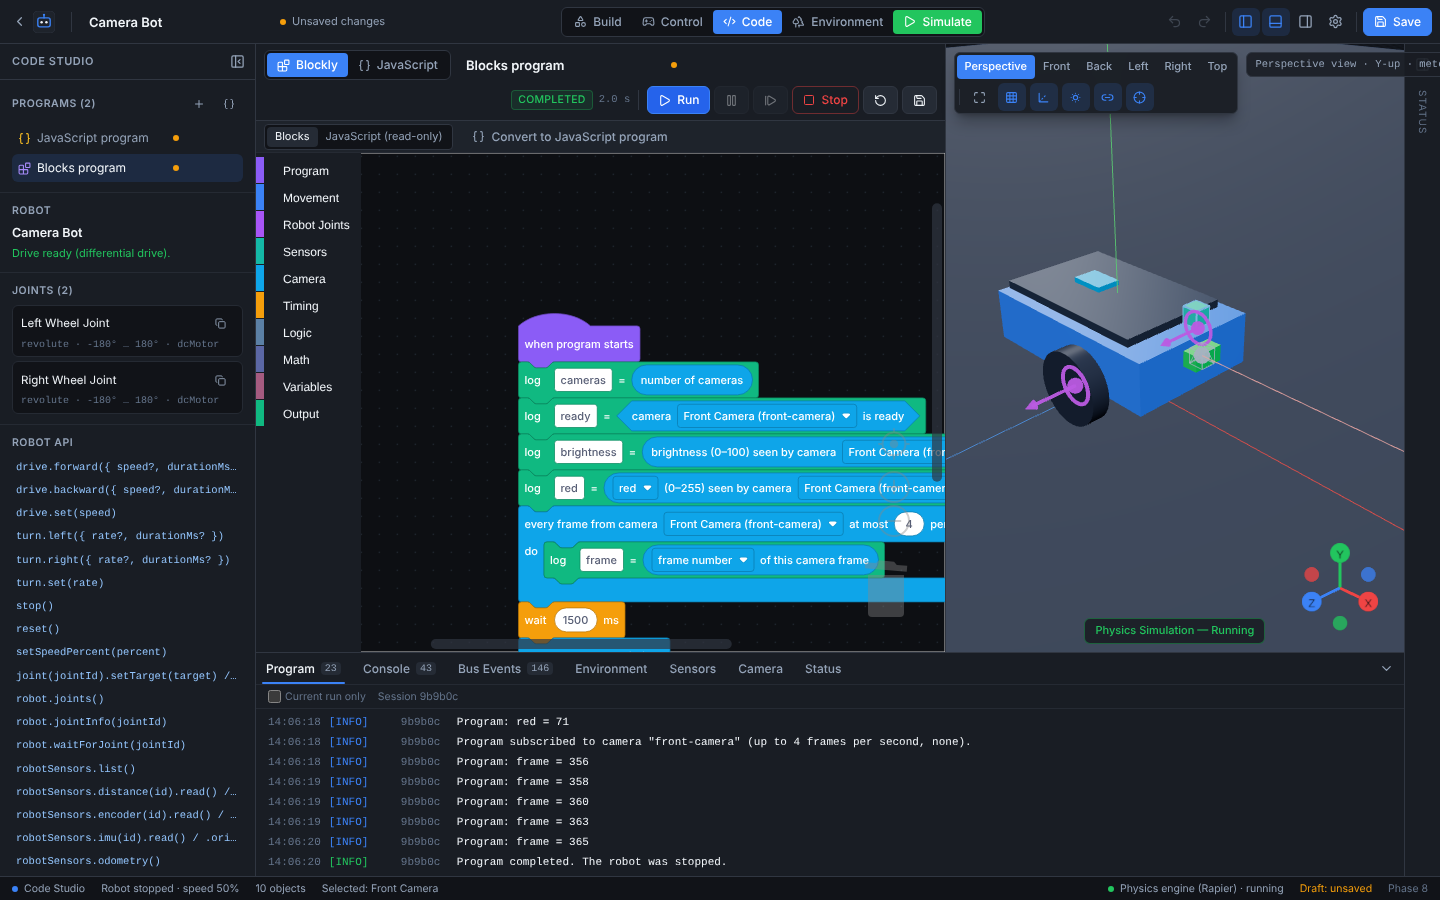 Camera Bot
Unsaved changes
Build
Control
Code
Environment
Simulate
Save
CODE STUDIO
PROGRAMS (2)
{}
{} JavaScript program
Blocks program
ROBOT
Camera Bot
Drive ready (differential drive).
JOINTS (2)
Left Wheel Joint
revolute · -180° … 180° · dcMotor
Right Wheel Joint
revolute · -180° … 180° · dcMotor
ROBOT API
drive.forward({ speed?, durationMs…
drive.backward({ speed?, durationM…
drive.set(speed)
turn.left({ rate?, durationMs? })
turn.right({ rate?, durationMs? })
turn.set(rate)
stop()
reset()
setSpeedPercent(percent)
joint(jointId).setTarget(target) /…
robot.joints()
robot.jointInfo(jointId)
robot.waitForJoint(jointId)
robotSensors.list()
robotSensors.distance(id).read() /…
robotSensors.encoder(id).read() / …
robotSensors.imu(id).read() / .ori…
robotSensors.odometry()
Blockly
{} JavaScript
Blocks program
COMPLETED
2.0 s
Run
Stop
Blocks
JavaScript (read-only)
{} Convert to JavaScript program
Program
Movement
Robot Joints
Sensors
Camera
Timing
Logic
Math
Variables
Output
when program starts
log cameras = number of cameras
log ready = camera Front Camera (front-camera) is ready
log brightness = brightness (0–100) seen by camera Front Camera (fro
log red = red (0–255) seen by camera Front Camera (front-camer
every frame from camera Front Camera (front-camera) at most 4 per
do log frame = frame number of this camera frame
wait 1500 ms
Perspective
Front
Back
Left
Right
Top
Perspective view · Y-up · mete
STATUS
Y
Z
X
Physics Simulation — Running
Program 23
Console 43
Bus Events 146
Environment
Sensors
Camera
Status
Current run only
Session 9b9b0c
14:06:18 [INFO] 9b9b0c Program: red = 71
14:06:18 [INFO] 9b9b0c Program subscribed to camera "front-camera" (up to 4 frames per second, none).
14:06:18 [INFO] 9b9b0c Program: frame = 356
14:06:19 [INFO] 9b9b0c Program: frame = 358
14:06:19 [INFO] 9b9b0c Program: frame = 360
14:06:19 [INFO] 9b9b0c Program: frame = 363
14:06:20 [INFO] 9b9b0c Program: frame = 365
14:06:20 [INFO] 9b9b0c Program completed. The robot was stopped.
Code Studio
Robot stopped · speed 50%
10 objects
Selected: Front Camera
Physics engine (Rapier) · running
Draft: unsaved
Phase 8